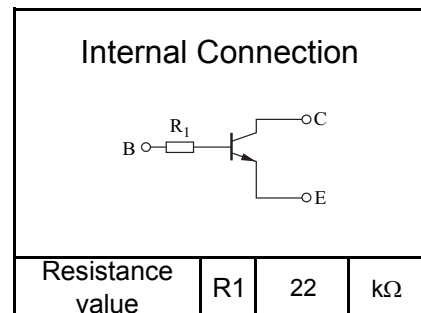 Internal Connection
C
R1
B
E
Resistance value R1 22 kΩ